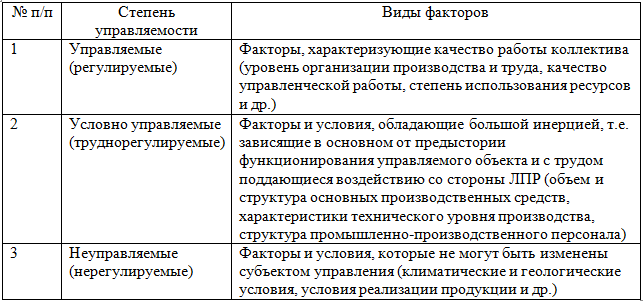 № п/п Степень управляемости Виды факторов
1 Управляемые (регулируемые) Факторы, характеризующие качество работы коллектива
(уровень организации производства и труда, качество
управленческой работы, степень использования ресурсов
и др.)
2 Условно управляемые (труднорегулируемые) Факторы и условия, обладающие большой инерцией, т.е.
зависящие в основном от предыстории
функционирования управляемого объекта и с трудом
поддающиеся воздействию со стороны ЛПР (объем и
структура основных производственных средств,
характеристики технического уровня производства,
структура промышленно-производственного персонала)
3 Неуправляемые (нерегулируемые) Факторы и условия, которые не могут быть изменены
субъектом управления (климатические и геологические
условия, условия реализации продукции и др.)